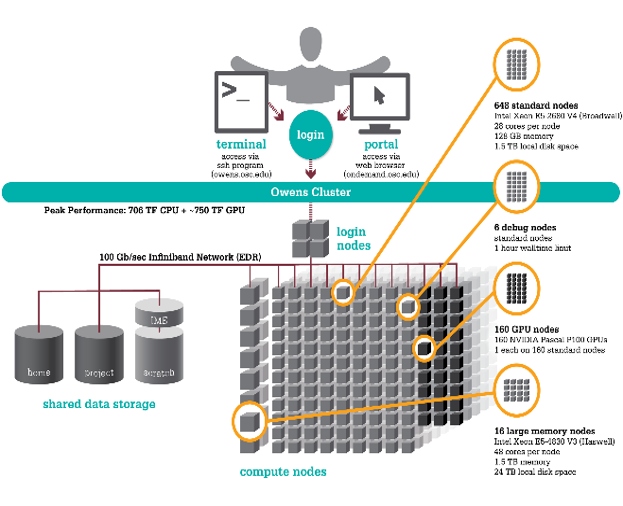 >_
login
terminal
access via
ssh program
(owens.osc.edu)
portal
access via
web browser
(ondemand.osc.edu)
Owens Cluster
Peak Performance: 706 TF CPU + ~750 TF GPU
login
nodes
100 Gb/sec Infiniband Network (EDR)
IME
home
project
scratch
shared data storage
compute nodes
648 standard nodes
Intel Xeon E5-2680 V4 (Broadwell)
28 cores per node
128 GB memory
1.5 TB local disk space
6 debug nodes
standard nodes
1 hour walltime limit
160 GPU nodes
160 NVIDIA Pascal P100 GPUs
1 each on 160 standard nodes
16 large memory nodes
Intel Xeon E5-4830 V3 (Haswell)
48 cores per node
1.5 TB memory
24 TB local disk space